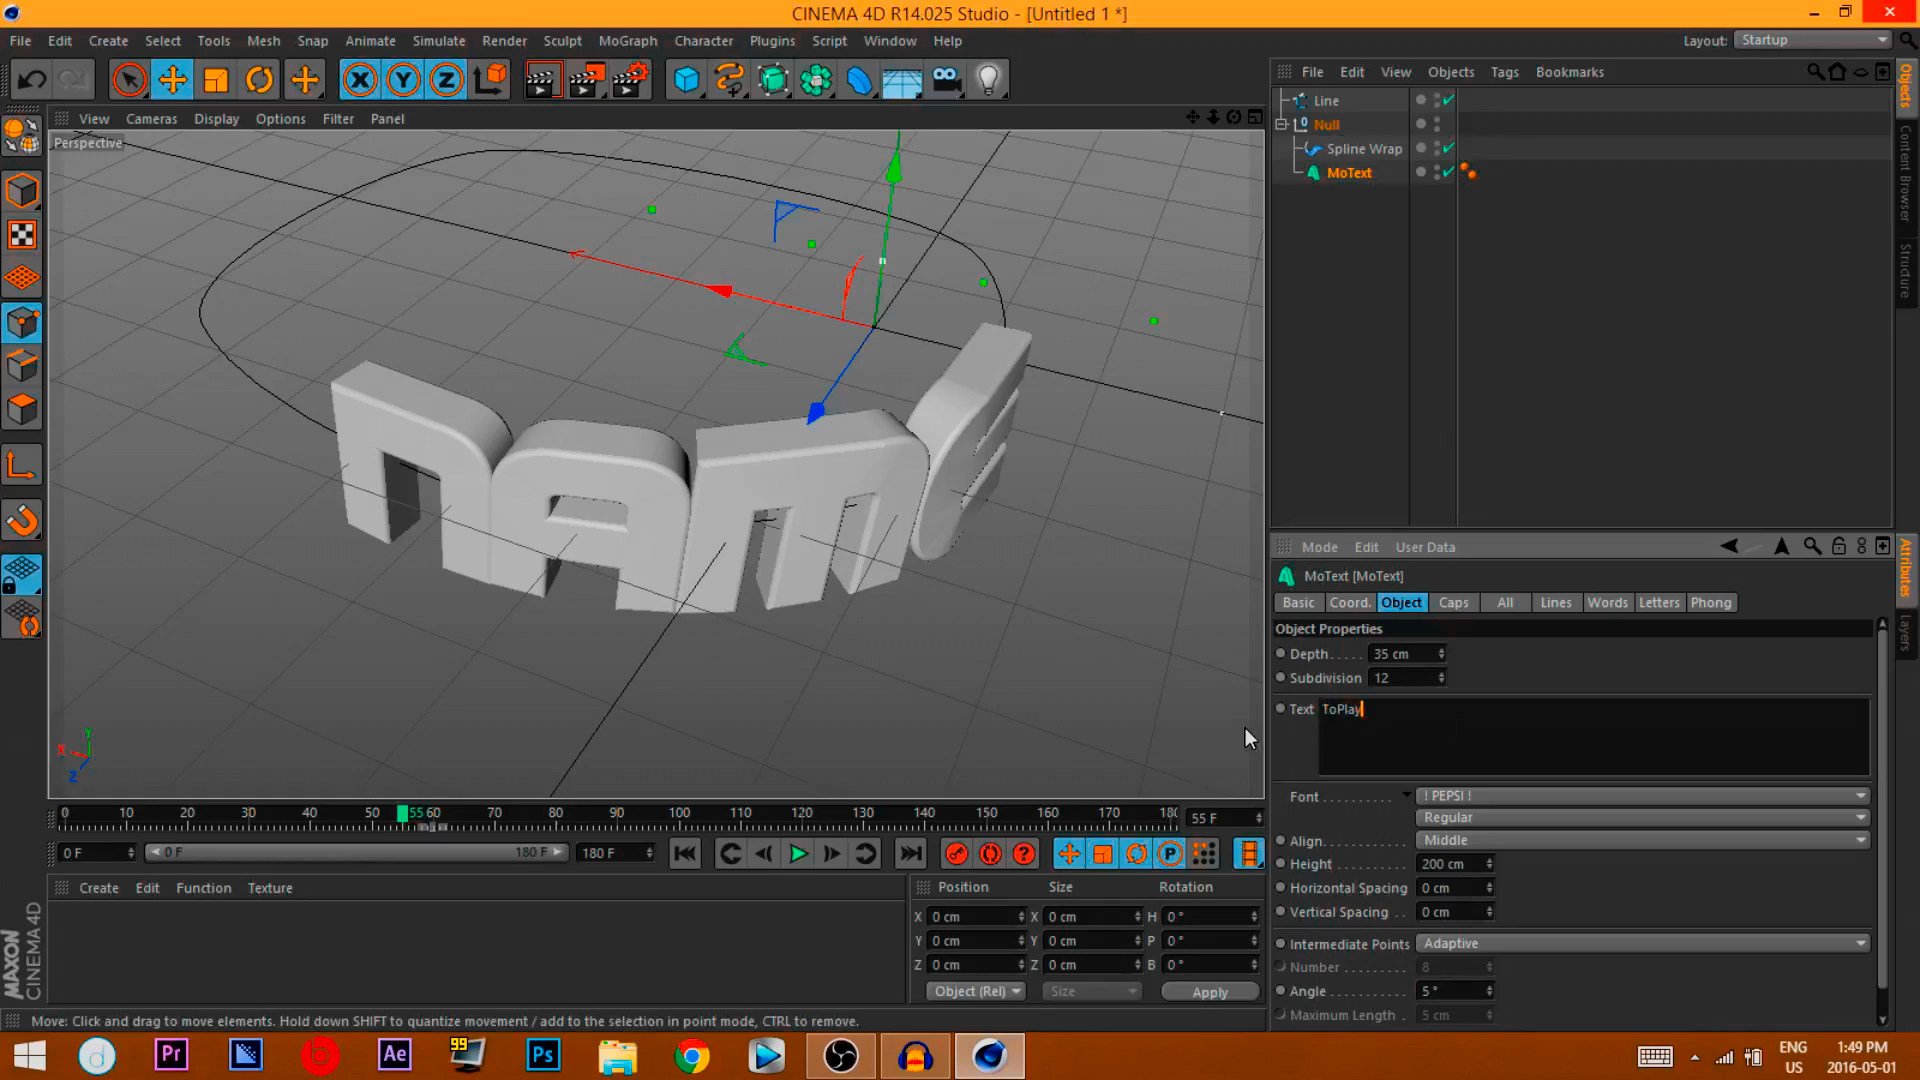 CINEMA 4D R14.025 Studio - [Untitled 1 *]
File Edit Create Select Tools Mesh Snap Animate Simulate Render Sculpt MoGraph Character Plugins Script Window Help
Layout: Startup
X Y Z
View Cameras Display Options Filter Panel
Perspective
NAME
Y
X
Z
0 10 20 30 40 50 55 60 70 80 90 100 110 120 130 140 150 160 170 180 55 F
0 F 0 F 180 F 180 F
P
Create Edit Function Texture
MAXON
CINEMA 4D
Position Size Rotation
X 0 cm X 0 cm H 0 °
Y 0 cm Y 0 cm P 0 °
Z 0 cm Z 0 cm B 0 °
Object (Rel) Size Apply
Move: Click and drag to move elements. Hold down SHIFT to quantize movement / add to the selection in point mode, CTRL to remove.
File Edit View Objects Tags Bookmarks
Line
Null
Spline Wrap
MoText
Objects
Content Browser
Structure
Mode Edit User Data
MoText [MoText]
Basic Coord. Object Caps All Lines Words Letters Phong
Object Properties
Depth . . . . . 35 cm
Subdivision 12
Text ToPlay
Font . . . . . . . . . . ! PEPSI !
Regular
Align. . . . . . . . . . Middle
Height . . . . . . . . 200 cm
Horizontal Spacing 0 cm
Vertical Spacing . . 0 cm
Intermediate Points Adaptive
Number . . . . . . . . 8
Angle . . . . . . . . . 5 °
Maximum Length . 5 cm
Attributes
Layers
Pr
99
Ae
Ps
ENG
US
1:49 PM
2016-05-01